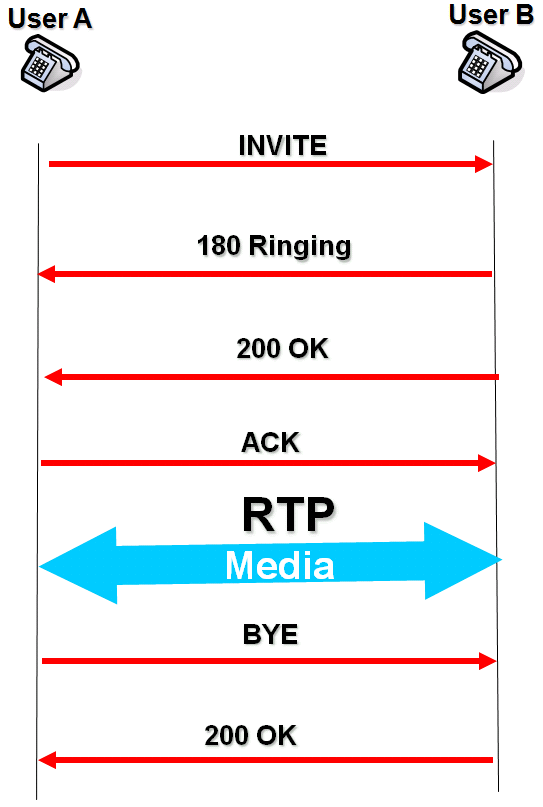 User A
User B
INVITE
180 Ringing
200 OK
ACK
RTP
Media
BYE
200 OK